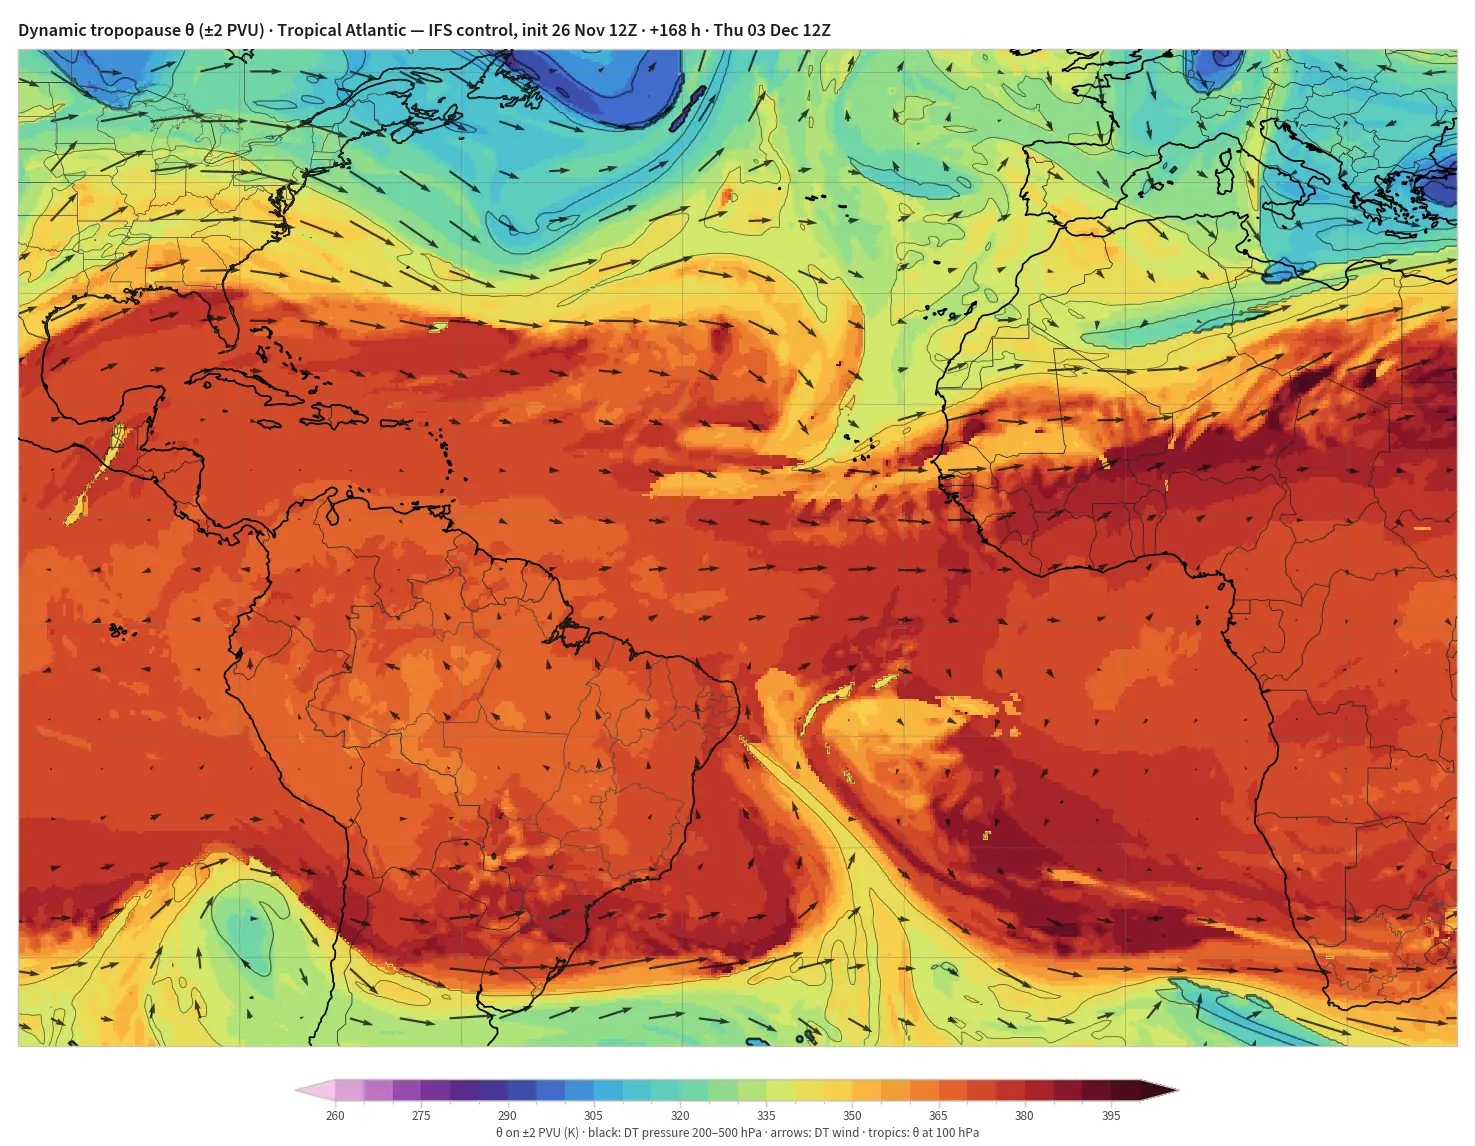 Dynamic tropopause θ (±2 PVU) · Tropical Atlantic — IFS control, init 26 Nov 12Z · +168 h · Thu 03 Dec 12Z
260 275 290 305 320 335 350 365 380 395
θ on ±2 PVU (K) · black: DT pressure 200–500 hPa · arrows: DT wind · tropics: θ at 100 hPa